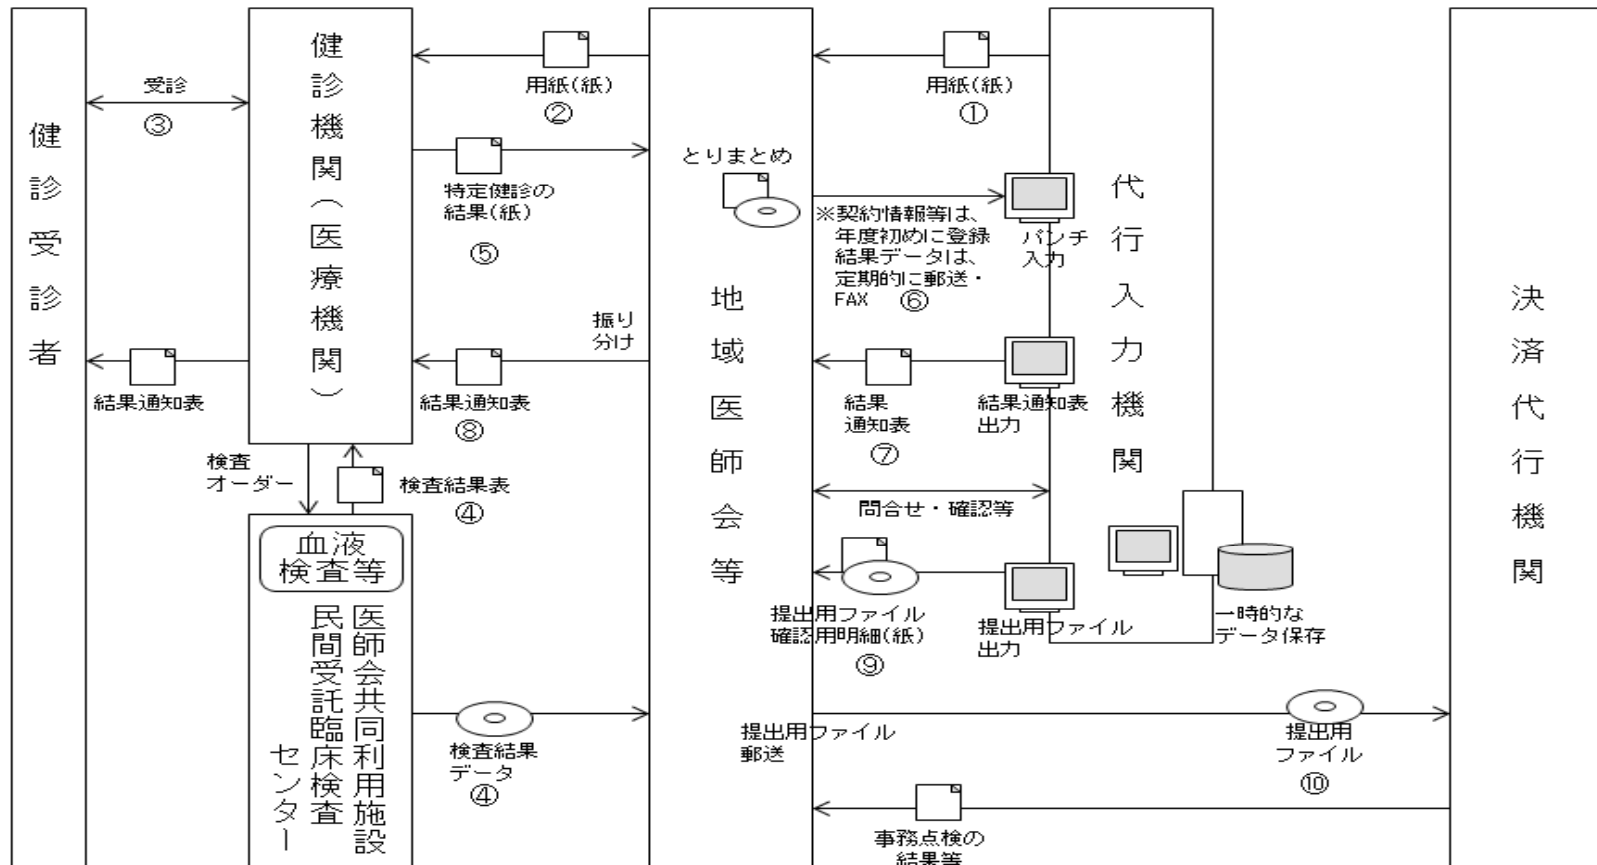 健診受診者
受診
③
健診機関（医療機関）
用紙(紙)
②
特定健診の
結果(紙)
⑤
結果通知表
結果通知表
⑧
振り
分け
検査
オーダー
検査結果表
④
血液
検査等
医師会共同利用施設
民間受託臨床検査
センター
検査結果
データ
④
地域医師会等
とりまとめ
用紙(紙)
①
※契約情報等は、
年度初めに登録
結果データは、
定期的に郵送・
FAX ⑥
パンチ
入力
代行入力機関
結果
通知表
⑦
結果通知表
出力
問合せ・確認等
提出用ファイル
確認用明細(紙)
⑨
提出用ファイル
出力
一時的な
データ保存
提出用ファイル
郵送
提出用
ファイル
⑩
事務点検の
結果等
決済代行機関